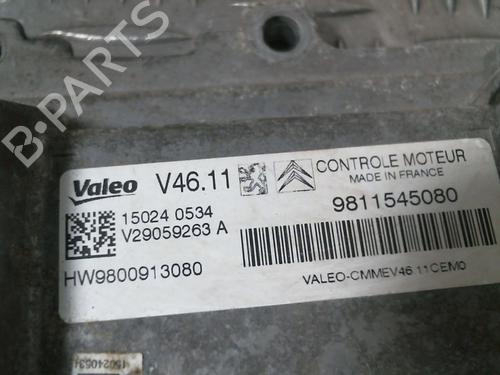 B-PARTS
Valeo V46.11 CONTROLE MOTEUR
MADE IN FRANCE
15024 0534
V29059263 A
9811545080
HW9800913080
VALEO-CMMEV46 11CEM0